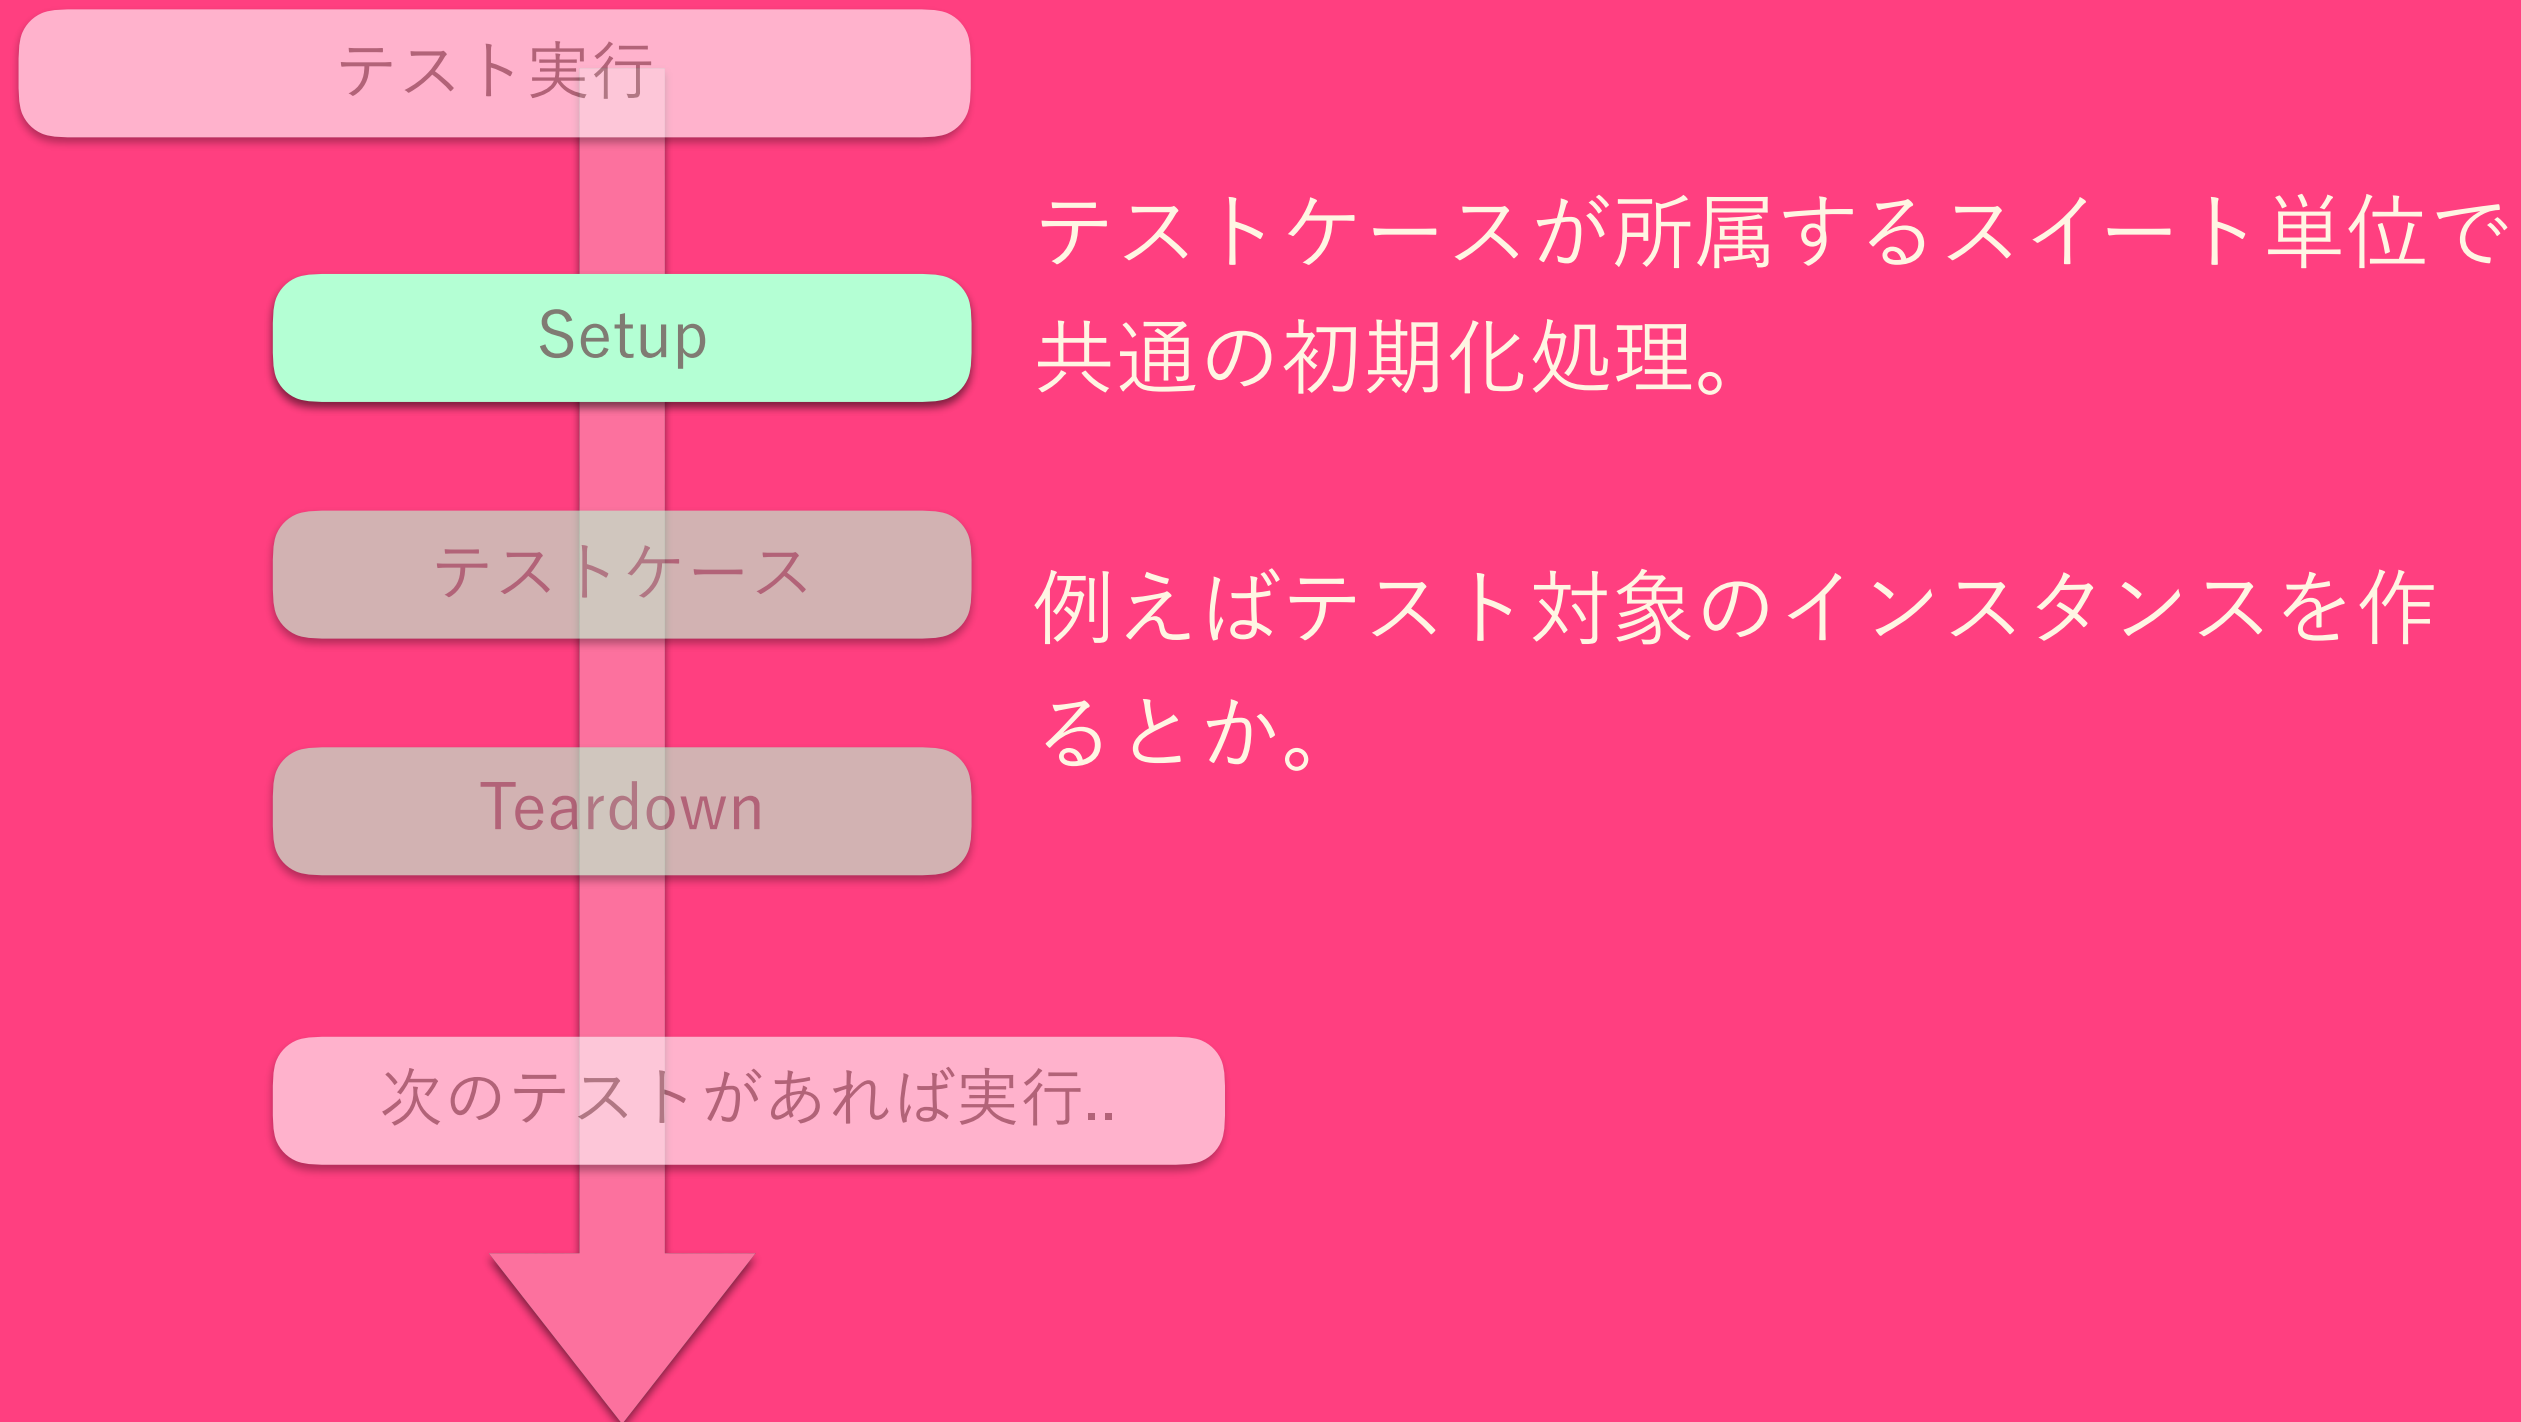 テスト実行
Setup
テストケース
Teardown
次のテストがあれば実行..
テストケースが所属するスイート単位で
共通の初期化処理。
例えばテスト対象のインスタンスを作
るとか。